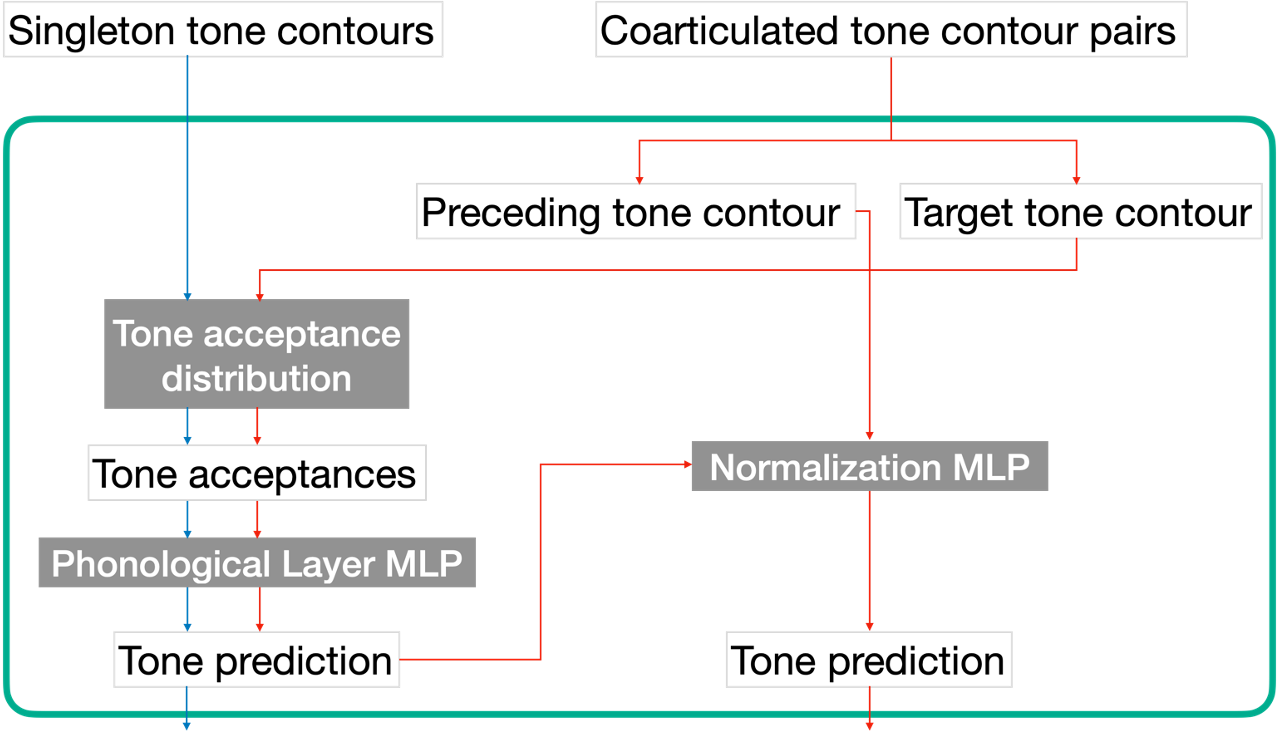 Singleton tone contours
Coarticulated tone contour pairs
Preceding tone contour
Target tone contour
Tone acceptance
distribution
Tone acceptances
Normalization MLP
Phonological Layer MLP
Tone prediction
Tone prediction